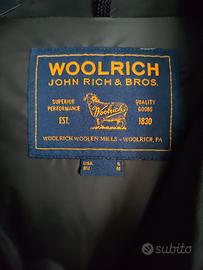 WOOLRICH
JOHN RICH & BROS.
SUPERIOR PERFORMANCE
QUALITY GOODS
Woolrich
EST. 1830
WOOLRICH WOOLEN MILLS - WOOLRICH, PA
USA S
EU M
subito